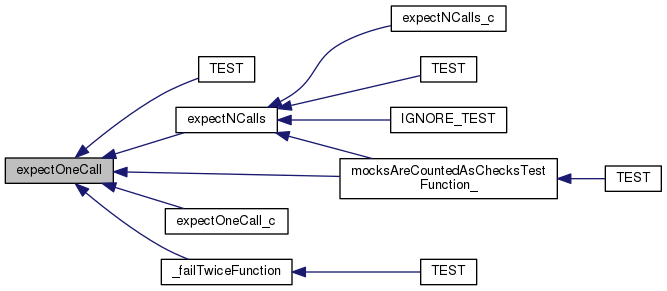 expectNCalls_c
TEST
TEST
expectNCalls
IGNORE_TEST
expectOneCall
mocksAreCountedAsChecksTest
Function_
TEST
expectOneCall_c
_failTwiceFunction
TEST